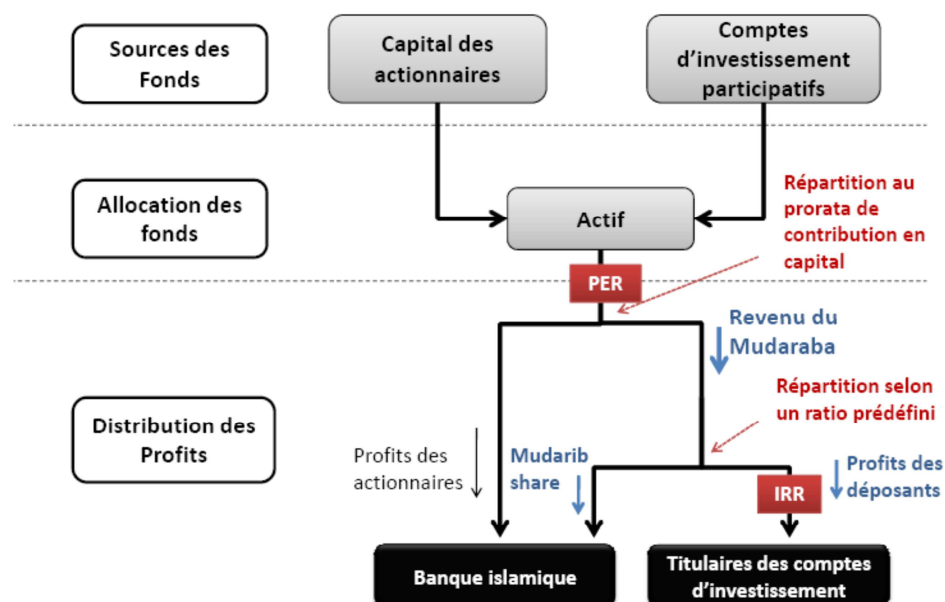 Sources des
Fonds
Capital des
actionnaires
Comptes
d'investissement
participatifs
Allocation des
fonds
Actif
Répartition au
prorata de
contribution en
capital
PER
Revenu du
Mudaraba
Répartition selon
un ratio prédéfini
Distribution des
Profits
Profits des
actionnaires
Mudarib
share
IRR
Profits des
déposants
Banque islamique
Titulaires des comptes
d'investissement